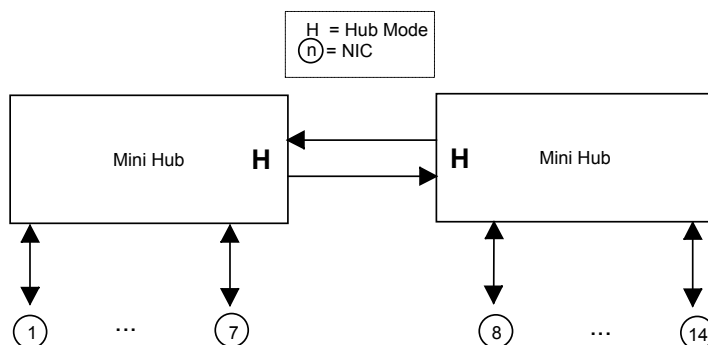 H = Hub Mode
n = NIC
Mini Hub H
H Mini Hub
1 ... 7
8 ... 14